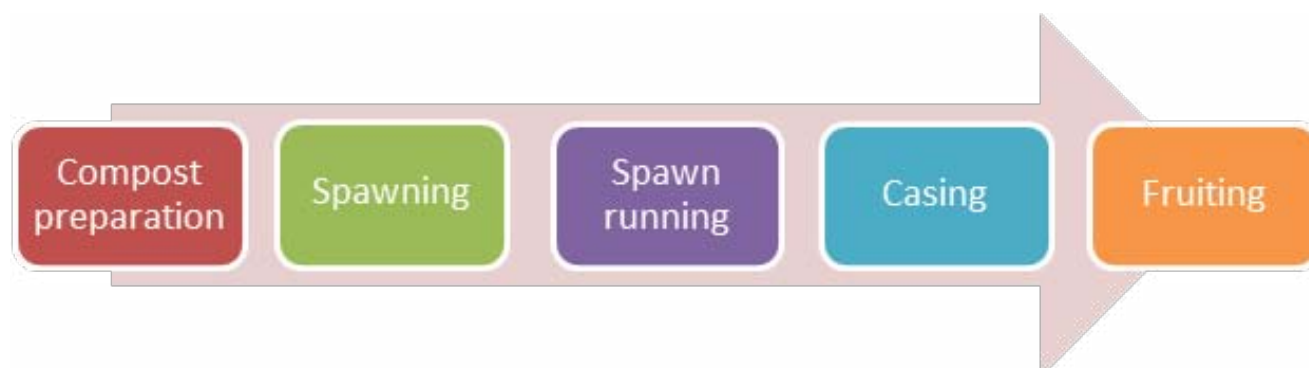 Compost
preparation
Spawning
Spawn
running
Casing
Fruiting